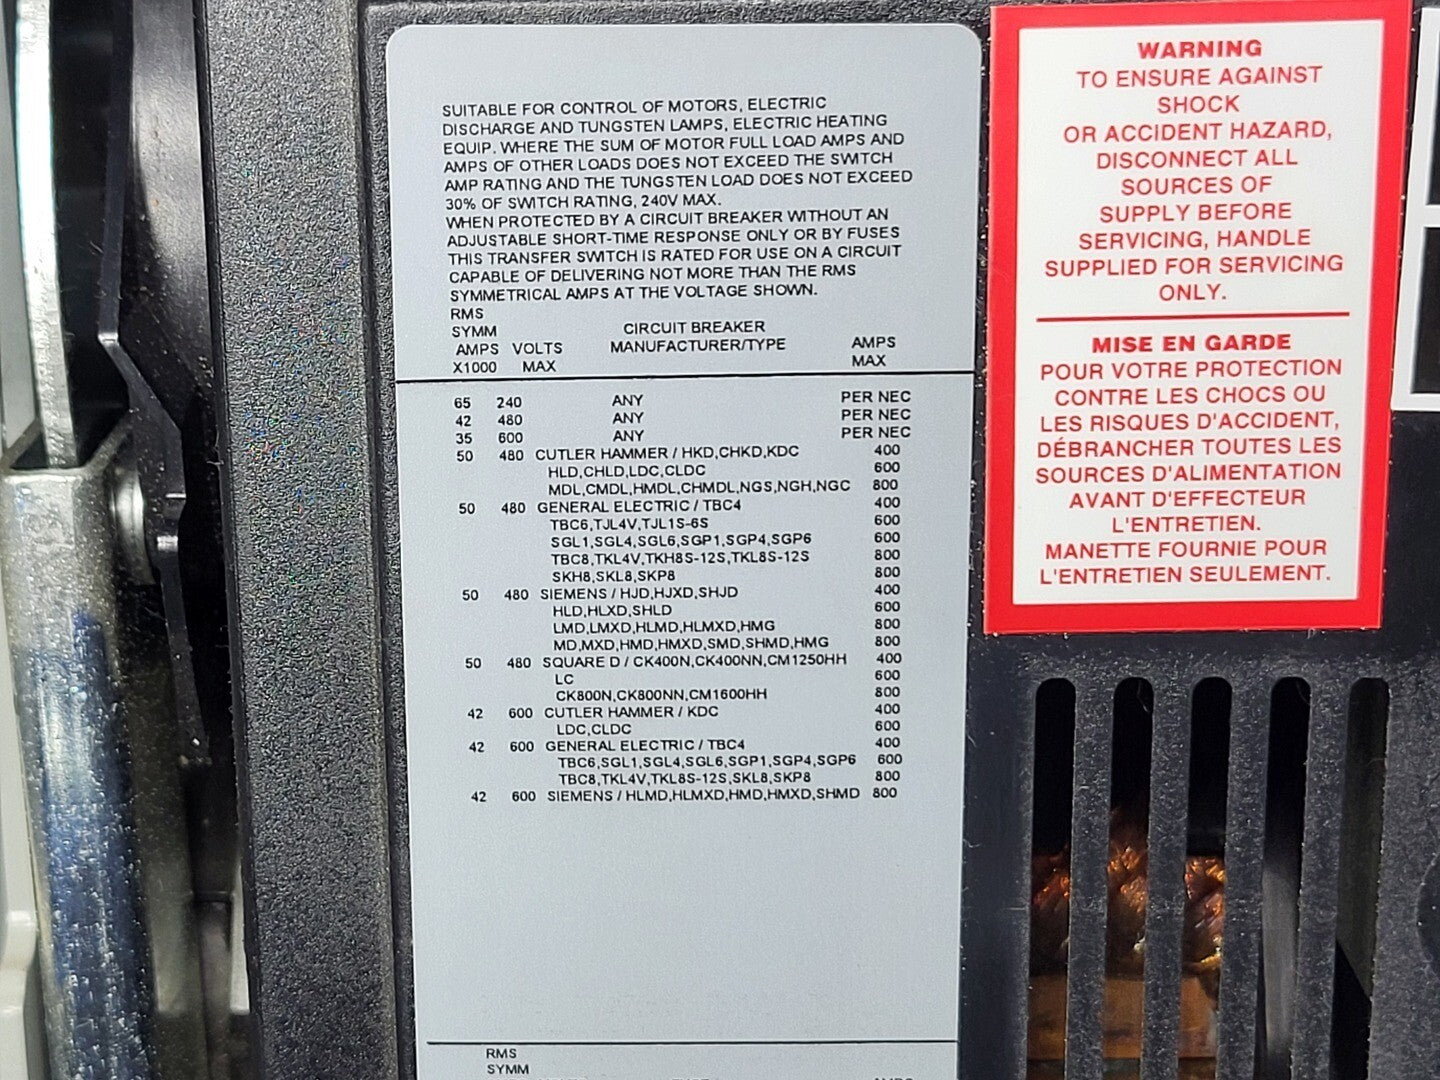 SUITABLE FOR CONTROL OF MOTORS, ELECTRIC
DISCHARGE AND TUNGSTEN LAMPS, ELECTRIC HEATING
EQUIP. WHERE THE SUM OF MOTOR FULL LOAD AMPS AND
AMPS OF OTHER LOADS DOES NOT EXCEED THE SWITCH
AMP RATING AND THE TUNGSTEN LOAD DOES NOT EXCEED
30% OF SWITCH RATING, 240V MAX.
WHEN PROTECTED BY A CIRCUIT BREAKER WITHOUT AN
ADJUSTABLE SHORT-TIME RESPONSE ONLY OR BY FUSES
THIS TRANSFER SWITCH IS RATED FOR USE ON A CIRCUIT
CAPABLE OF DELIVERING NOT MORE THAN THE RMS
SYMMETRICAL AMPS AT THE VOLTAGE SHOWN.
RMS
SYMM CIRCUIT BREAKER
AMPS VOLTS MANUFACTURER/TYPE AMPS
X1000 MAX MAX
65 240 ANY PER NEC
42 480 ANY PER NEC
35 600 ANY PER NEC
50 480 CUTLER HAMMER / HKD,CHKD,KDC 400
HLD,CHLD,LDC,CLDC 600
MDL,CMDL,HMDL,CHMDL,NGS,NGH,NGC 800
50 480 GENERAL ELECTRIC / TBC4 400
TBC6,TJL4V,TJL1S-6S 600
SGL1,SGL4,SGL6,SGP1,SGP4,SGP6 600
TBC8,TKL4V,TKH8S-12S,TKL8S-12S 800
SKH8,SKL8,SKP8 800
50 480 SIEMENS / HJD,HJXD,SHJD 400
HLD,HLXD,SHLD 600
LMD,LMXD,HLMD,HLMXD,HMG 800
MD,MXD,HMD,HMXD,SMD,SHMD,HMG 800
50 480 SQUARE D / CK400N,CK400NN,CM1250HH 400
LC 600
CK800N,CK800NN,CM1600HH 800
42 600 CUTLER HAMMER / KDC 400
LDC,CLDC 600
42 600 GENERAL ELECTRIC / TBC4 400
TBC6,SGL1,SGL4,SGL6,SGP1,SGP4,SGP6 600
TBC8,TKL4V,TKL8S-12S,SKL8,SKP8 800
42 600 SIEMENS / HLMD,HLMXD,HMD,HMXD,SHMD 800
RMS
SYMM
WARNING
TO ENSURE AGAINST
SHOCK
OR ACCIDENT HAZARD,
DISCONNECT ALL
SOURCES OF
SUPPLY BEFORE
SERVICING, HANDLE
SUPPLIED FOR SERVICING
ONLY.
MISE EN GARDE
POUR VOTRE PROTECTION
CONTRE LES CHOCS OU
LES RISQUES D'ACCIDENT,
DÉBRANCHER TOUTES LES
SOURCES D'ALIMENTATION
AVANT D'EFFECTEUR
L'ENTRETIEN.
MANETTE FOURNIE POUR
L'ENTRETIEN SEULEMENT.